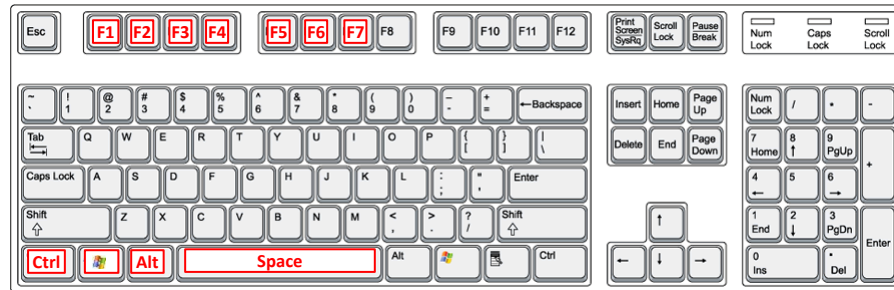 Esc F1 F2 F3 F4 F5 F6 F7 F8 F9 F10 F11 F12 Print Screen SysRq Scroll Lock Pause Break Num Lock Caps Lock Scroll Lock
~ ` ! 1 @ 2 # 3 $ 4 % 5 ^ 6 & 7 * 8 ( 9 ) 0 – - + = ←Backspace Insert Home Page Up Num Lock / * -
Tab Q W E R T Y U I O P { [ } ] | \ Delete End Page Down 7 Home 8 ↑ 9 PgUp +
Caps Lock A S D F G H J K L : ; " ' Enter 4 ← 5 6 →
Shift Z X C V B N M < , > . ? / Shift ↑ 1 End 2 ↓ 3 PgDn Enter
Ctrl Alt Space Alt Ctrl ← ↓ → 0 Ins . Del